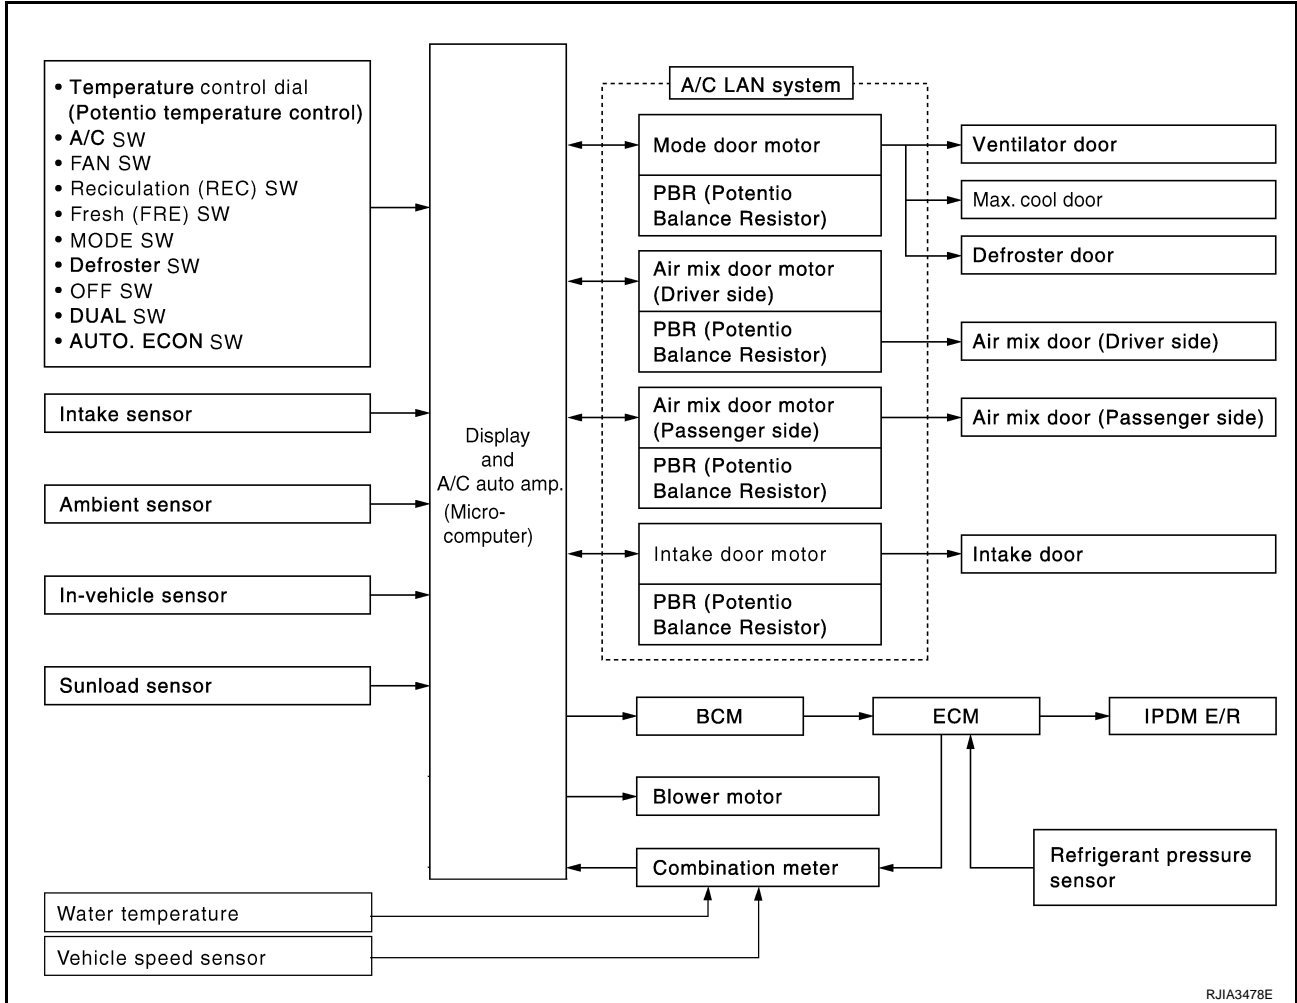 • Temperature control dial
(Potentio temperature control)
• A/C SW
• FAN SW
• Reciculation (REC) SW
• Fresh (FRE) SW
• MODE SW
• Defroster SW
• OFF SW
• DUAL SW
• AUTO. ECON SW
Intake sensor
Ambient sensor
In-vehicle sensor
Sunload sensor
Water temperature
Vehicle speed sensor
Display
and
A/C auto amp.
(Micro-
computer)
A/C LAN system
Mode door motor
PBR (Potentio
Balance Resistor)
Air mix door motor
(Driver side)
PBR (Potentio
Balance Resistor)
Air mix door motor
(Passenger side)
PBR (Potentio
Balance Resistor)
Intake door motor
PBR (Potentio
Balance Resistor)
Ventilator door
Max. cool door
Defroster door
Air mix door (Driver side)
Air mix door (Passenger side)
Intake door
BCM
ECM
IPDM E/R
Blower motor
Combination meter
Refrigerant pressure
sensor
RJIA3478E